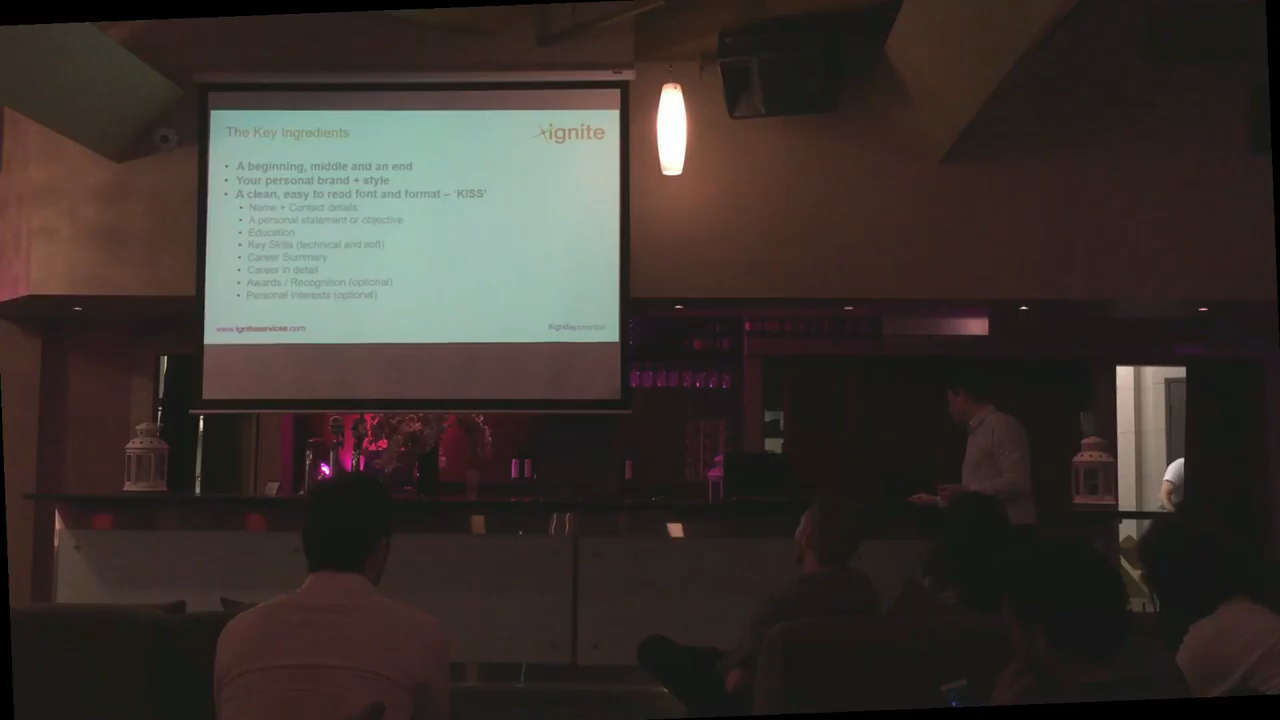 The Key Ingredients
ignite
• A beginning, middle and an end
• Your personal brand + style
• A clean, easy to read font and format – ‘KISS’
• Name + Contact details
• A personal statement or objective
• Education
• Key Skills (technical and soft)
• Career Summary
• Career in detail
• Awards / Recognition (optional)
• Personal interests (optional)
www.igniteservices.com